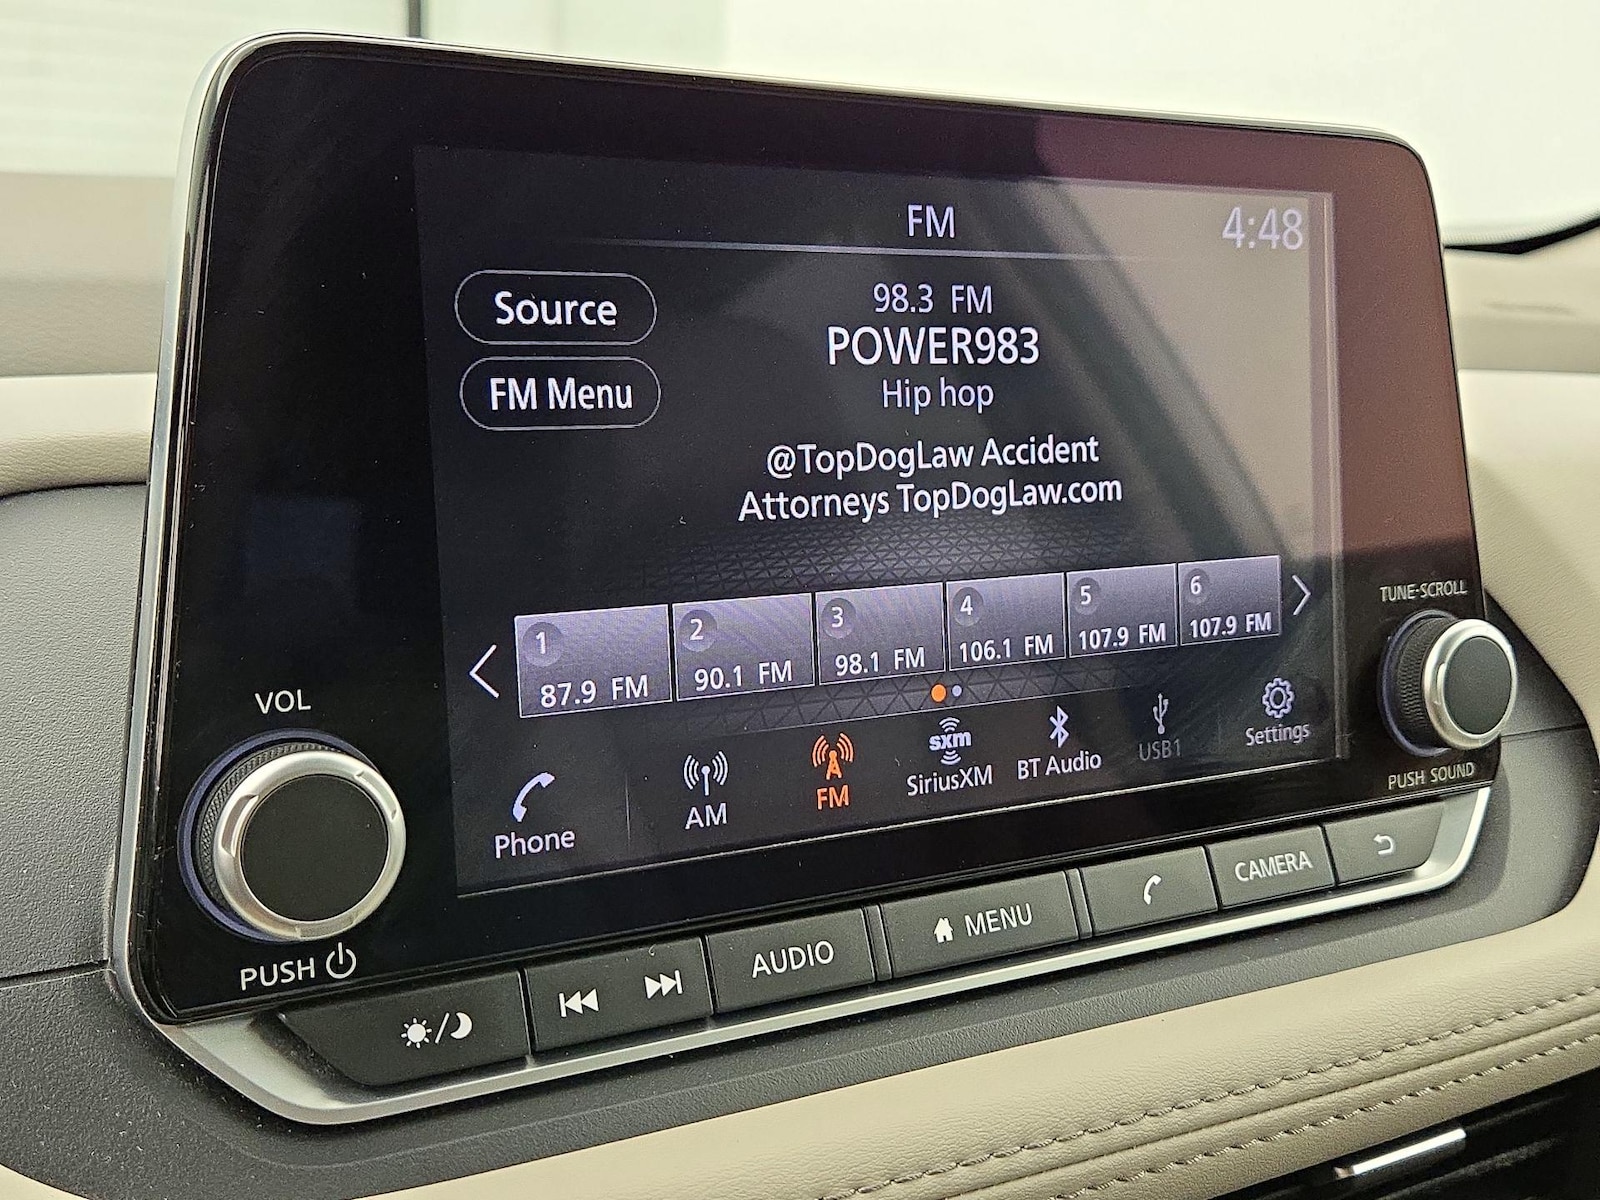 FM
4:48
Source
98.3 FM
POWER983
FM Menu
Hip hop
@TopDogLaw Accident
Attorneys TopDogLaw.com
1
87.9 FM
2
90.1 FM
3
98.1 FM
4
106.1 FM
5
107.9 FM
6
107.9 FM
TUNE·SCROLL
PUSH SOUND
VOL
PUSH
Phone
AM
FM
sxm
SiriusXM
BT Audio
USB1
Settings
AUDIO
MENU
CAMERA